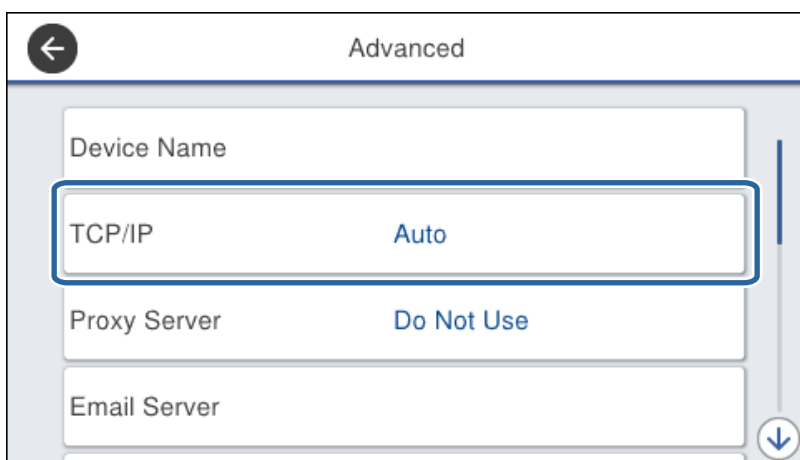 Advanced
Device Name
TCP/IP Auto
Proxy Server Do Not Use
Email Server